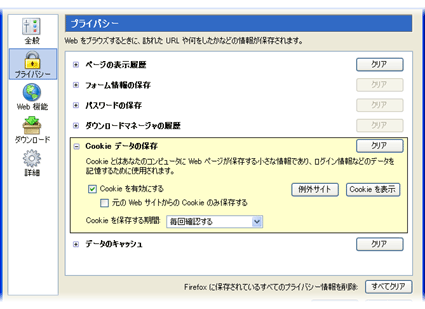 プライバシー
全般
プライバシー
Web 機能
ダウンロード
詳細
Web をブラウズするときに、訪れた URL や何をしたかなどの情報が保存されます。
ページの表示履歴
クリア
フォーム情報の保存
クリア
パスワードの保存
クリア
ダウンロードマネージャの履歴
クリア
Cookie データの保存
クリア
Cookie とはあなたのコンピュータに Web ページが保存する小さな情報であり、ログイン情報などのデータを
記憶するために使用されます。
Cookie を有効にする
例外サイト
Cookie を表示
元の Web サイトからの Cookie のみ保存する
Cookie を保存する期間:
毎回確認する
データのキャッシュ
クリア
Firefox に保存されているすべてのプライバシー情報を削除:
すべてクリア